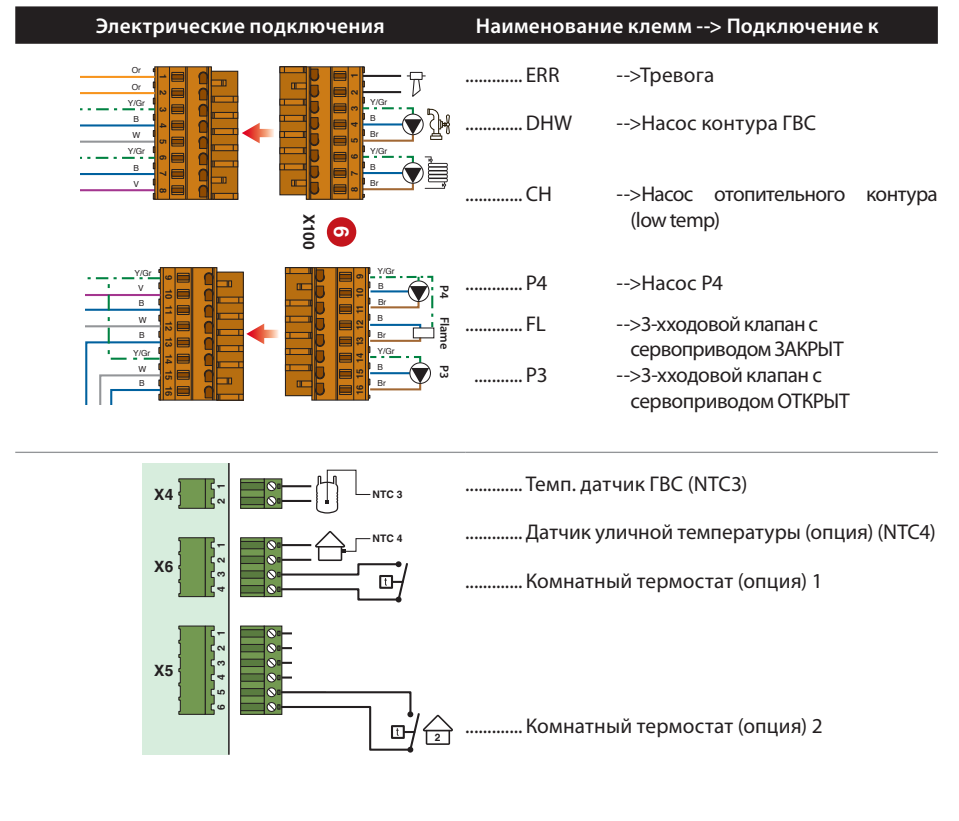 Электрические подключения
Наименование клемм --> Подключение к
Or
Or
Y/Gr
B
W
Y/Gr
B
V
1
2
3
4
5
6
7
8
1
2
3
4
5
6
7
8
Y/Gr
B
Br
Y/Gr
B
Br
............. ERR -->Тревога
............. DHW -->Насос контура ГВС
............. CH -->Насос отопительного контура
(low temp)
X100
6
Y/Gr
V
B
W
B
Y/Gr
W
B
9
10
11
12
13
14
15
16
9
10
11
12
13
14
15
16
Y/Gr
B
Br
B
Br
Y/Gr
B
Br
P4
Flame
P3
............. P4 -->Насос P4
............. FL -->3-хходовой клапан с
сервоприводом ЗАКРЫТ
........... P3 -->3-хходовой клапан с
сервоприводом ОТКРЫТ
X4
1
2
NTC 3
............. Темп. датчик ГВС (NTC3)
X6
1
2
3
4
NTC 4
t
............. Датчик уличной температуры (опция) (NTC4)
............. Комнатный термостат (опция) 1
X5
1
2
3
4
5
6
t
2
............. Комнатный термостат (опция) 2